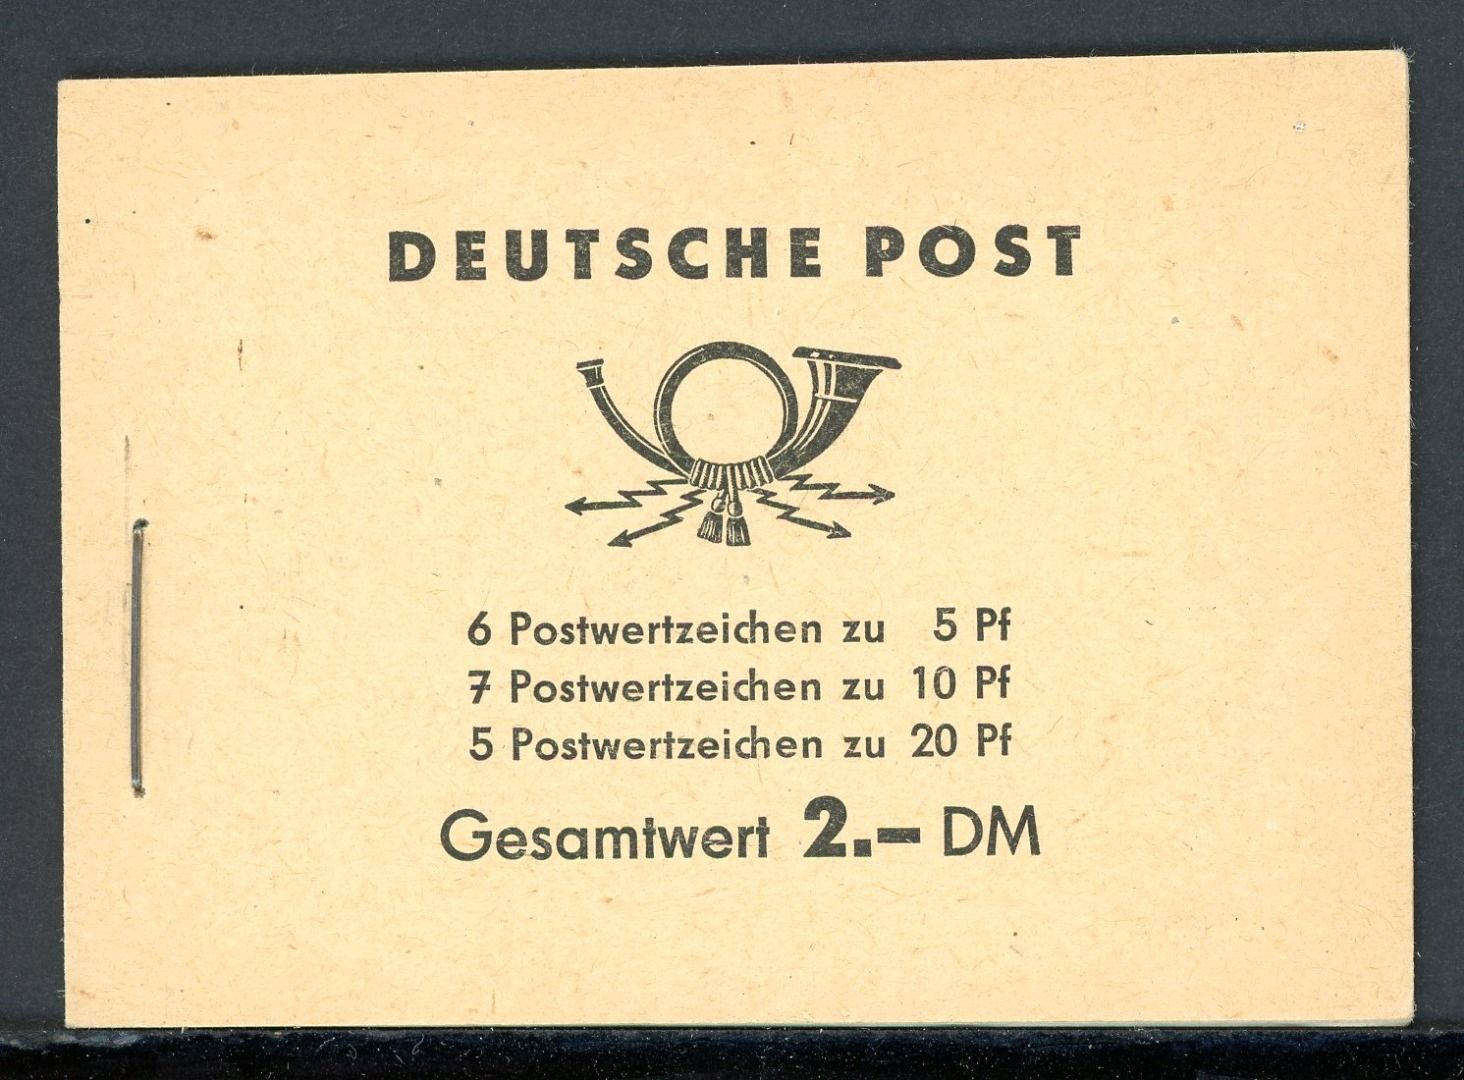 DEUTSCHE POST
6 Postwertzeichen zu 5 Pf
7 Postwertzeichen zu 10 Pf
5 Postwertzeichen zu 20 Pf
Gesamtwert 2.– DM